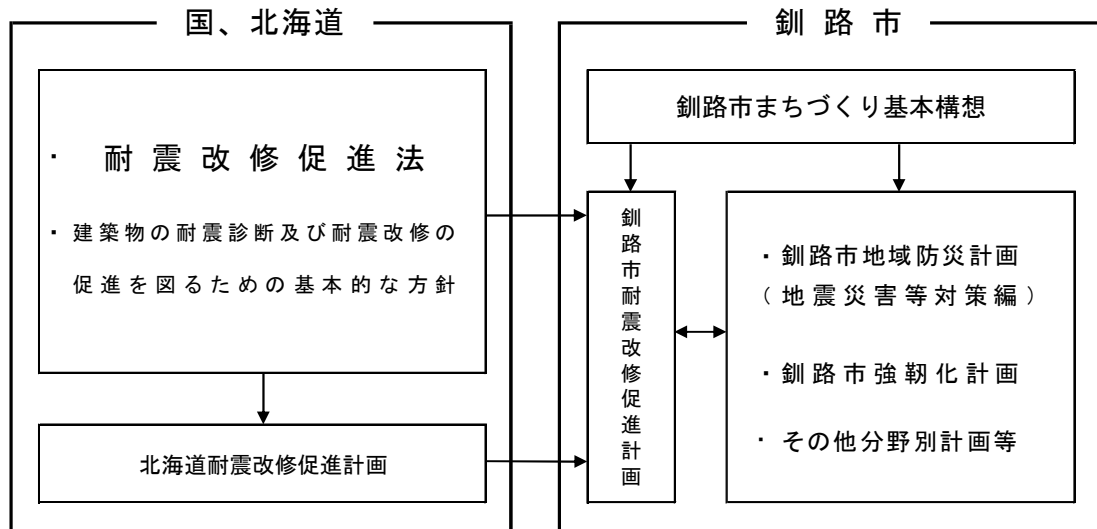 国、北海道
・ 耐震改修促進法
・ 建築物の耐震診断及び耐震改修の
促進を図るための基本的な方針
北海道耐震改修促進計画
釧路市
釧路市まちづくり基本構想
釧路市耐震改修促進計画
・釧路市地域防災計画
（地震災害等対策編）
・釧路市強靭化計画
・その他分野別計画等